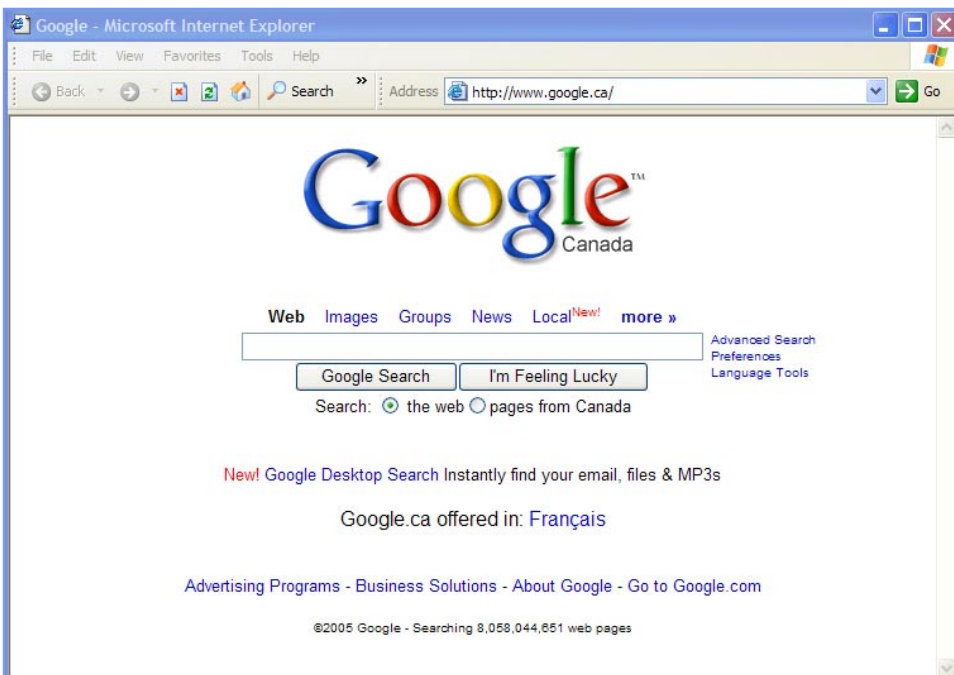 Google - Microsoft Internet Explorer
File Edit View Favorites Tools Help
Back Search » Address http://www.google.ca/ Go
Google™
Canada
Web Images Groups News Local New! more »
Advanced Search
Preferences
Language Tools
Google Search I'm Feeling Lucky
Search: the web pages from Canada
New! Google Desktop Search Instantly find your email, files & MP3s
Google.ca offered in: Français
Advertising Programs - Business Solutions - About Google - Go to Google.com
©2005 Google - Searching 8,058,044,651 web pages